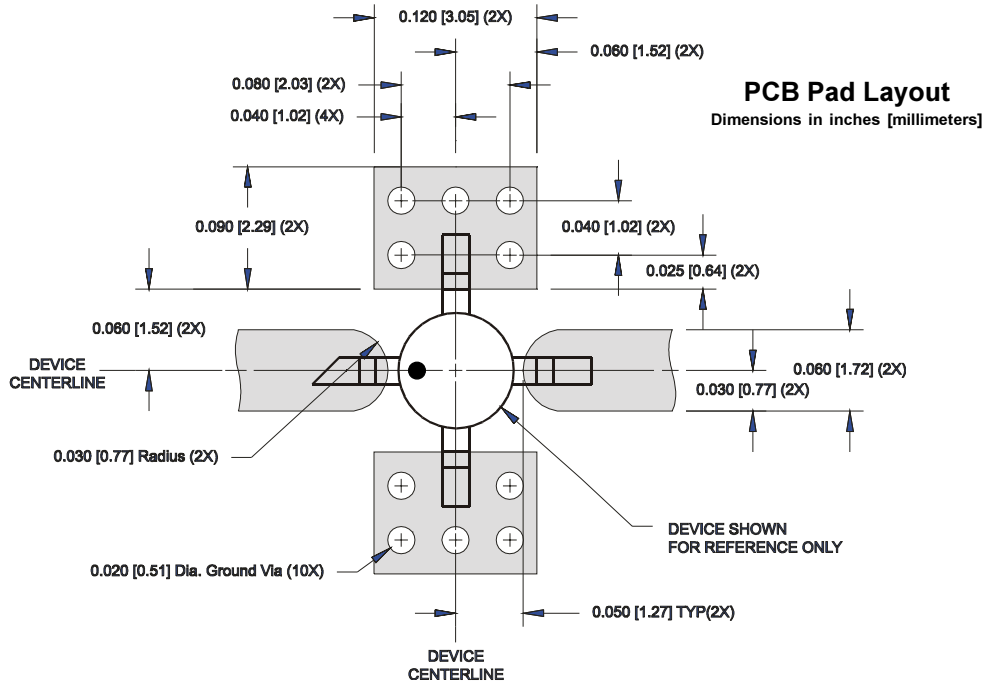 0.120 [3.05] (2X)
0.060 [1.52] (2X)
0.080 [2.03] (2X)
0.040 [1.02] (4X)
PCB Pad Layout
Dimensions in inches [millimeters]
0.090 [2.29] (2X)
0.040 [1.02] (2X)
0.025 [0.64] (2X)
0.060 [1.52] (2X)
DEVICE
CENTERLINE
0.060 [1.72] (2X)
0.030 [0.77] (2X)
0.030 [0.77] Radius (2X)
DEVICE SHOWN
FOR REFERENCE ONLY
0.020 [0.51] Dia. Ground Via (10X)
0.050 [1.27] TYP(2X)
DEVICE
CENTERLINE